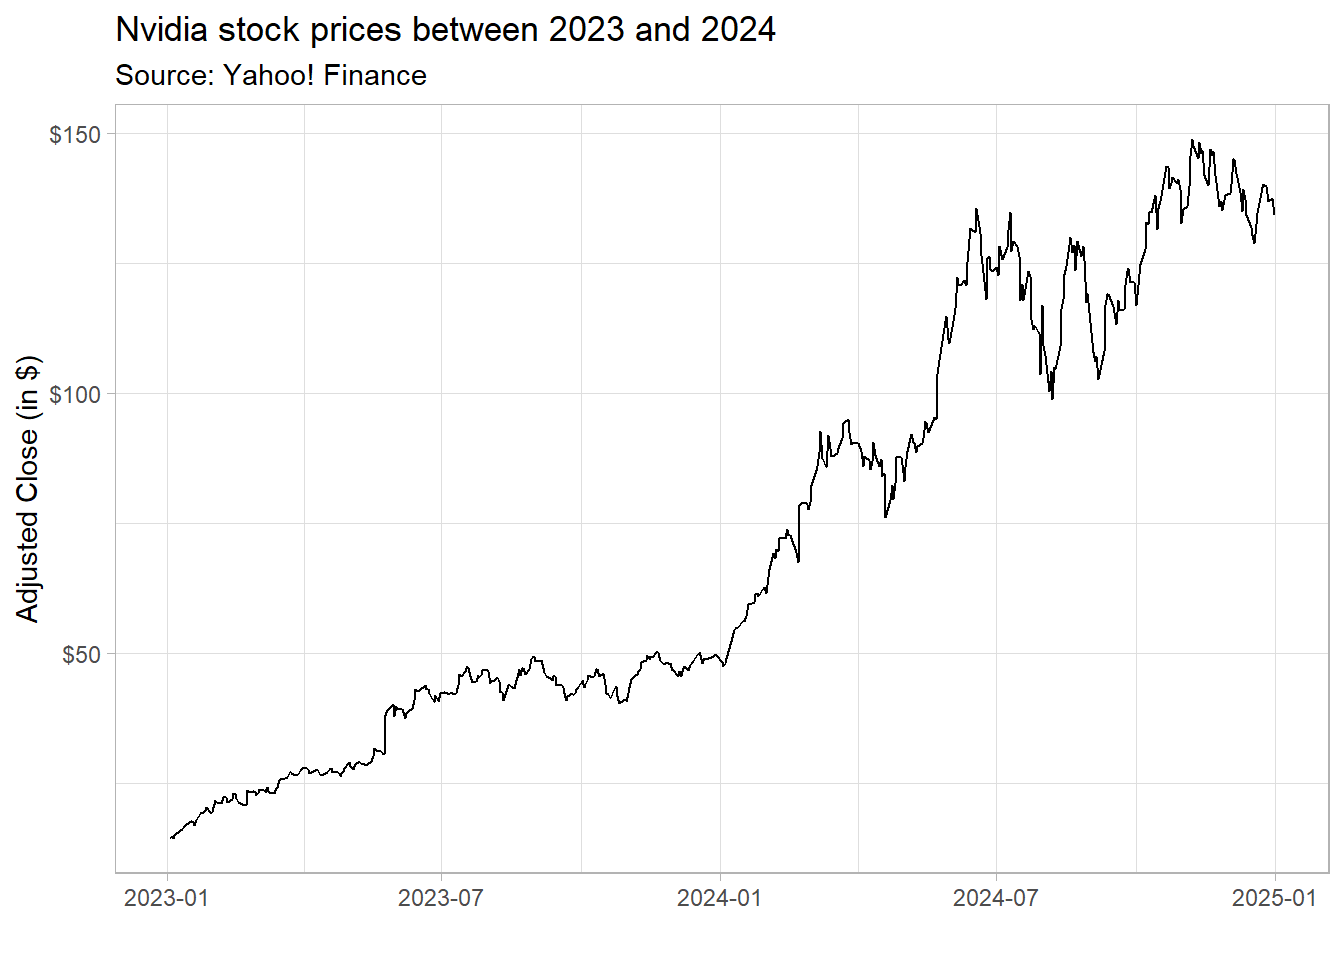 Nvidia stock prices between 2023 and 2024
Source: Yahoo! Finance
Adjusted Close (in $)
$150
$100
$50
2023-01
2023-07
2024-01
2024-07
2025-01